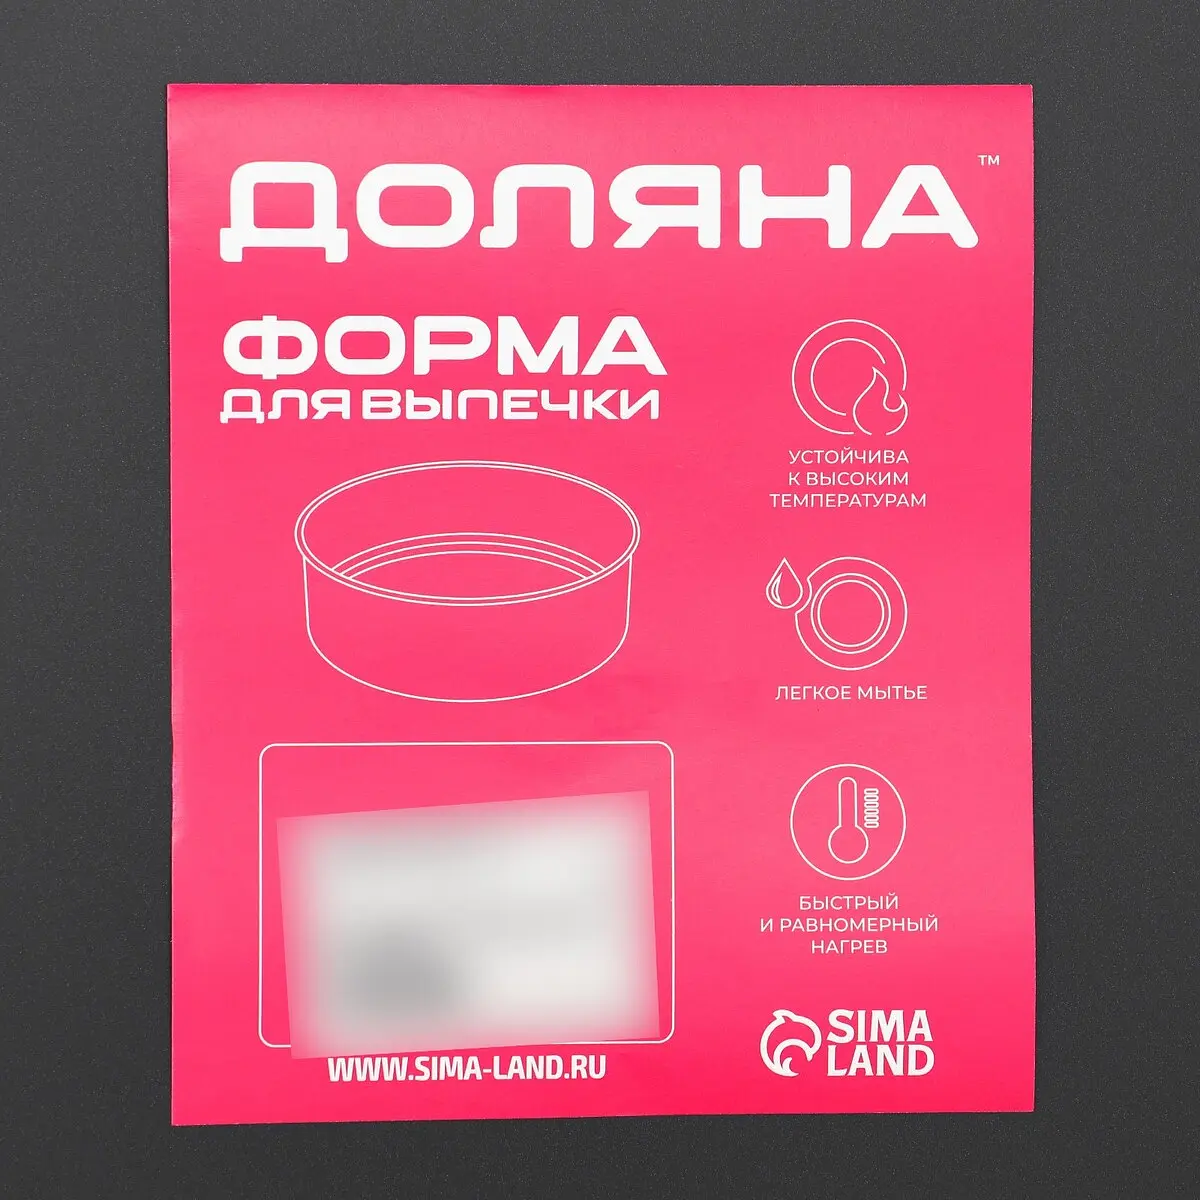 ДОЛЯНА™
ФОРМА
ДЛЯ ВЫПЕЧКИ
УСТОЙЧИВА
К ВЫСОКИМ
ТЕМПЕРАТУРАМ
ЛЕГКОЕ МЫТЬЕ
БЫСТРЫЙ
И РАВНОМЕРНЫЙ
НАГРЕВ
WWW.SIMA-LAND.RU
SIMA
LAND